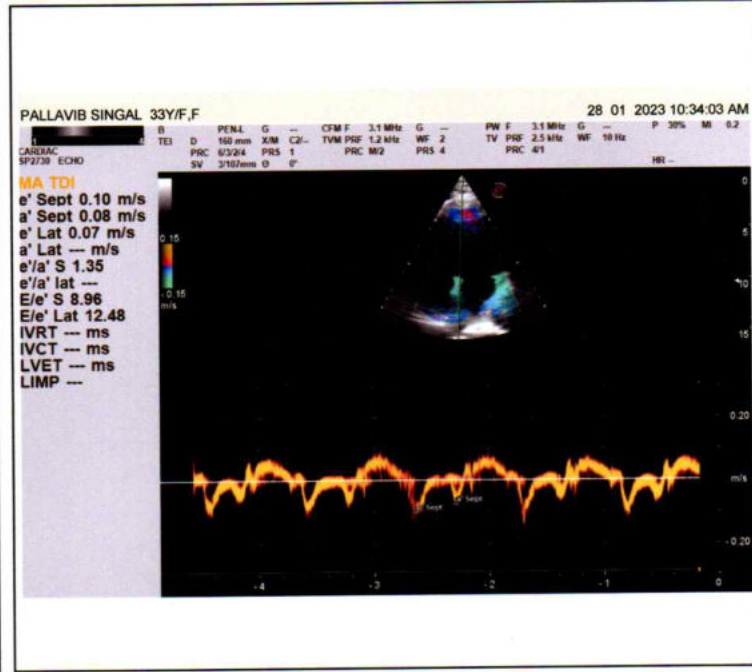 PALLAVIB SINGAL 33Y/F,F
28 01 2023 10:34:03 AM
CARDIAC
SP2730 ECHO
B PEN-L G -- CFM F 3.1 MHz G -- PW F 3.1 MHz G -- P 30% MI 0.2
TEI D 160 mm X/M C2/-- TVM PRF 1.2 kHz WF 2 TV PRF 2.5 kHz WF 10 Hz
PRC 6/3/2/4 PRS 1 PRC M/2 PRS 4 PRC 4/1
SV 3/107mm Θ 0° HR --
MA TDI
e' Sept 0.10 m/s
a' Sept 0.08 m/s
e' Lat 0.07 m/s
a' Lat --- m/s
e'/a' S 1.35
e'/a' lat ---
E/e' S 8.96
E/e' Lat 12.48
IVRT --- ms
IVCT --- ms
LVET --- ms
LIMP ---
0.15
- 0.15
m/s
0
5
10
15
0.20
m/s
- 0.20
Sept
Sept
-4 -3 -2 -1 0